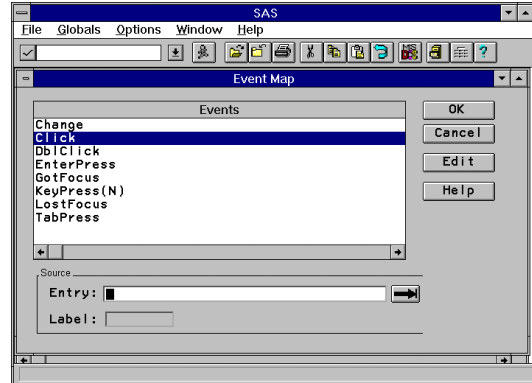 SAS
File Globals Options Window Help
Event Map
Events
Change
Click
DblClick
EnterPress
GotFocus
KeyPress(N)
LostFocus
TabPress
OK
Cancel
Edit
Help
Source
Entry:
Label: